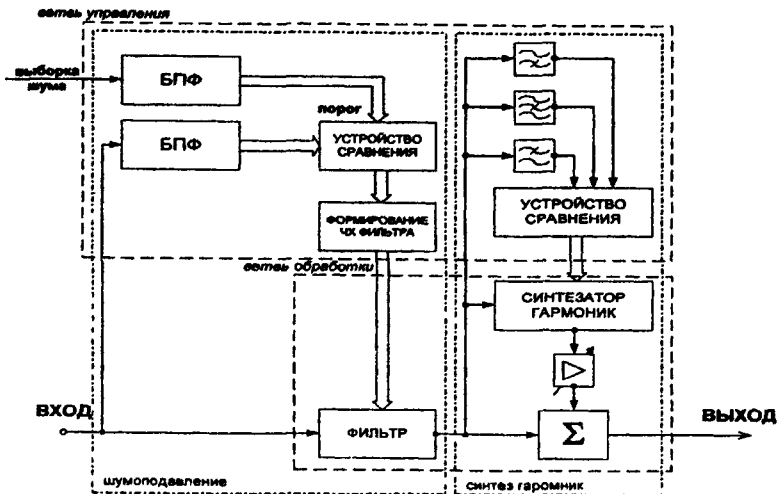 ветвь управления
выборка
шума
БПФ
порог
БПФ
УСТРОЙСТВО
СРАВНЕНИЯ
ФОРМИРОВАНИЕ
ЧХ ФИЛЬТРА
УСТРОЙСТВО
СРАВНЕНИЯ
ветвь обработки
СИНТЕЗАТОР
ГАРМОНИК
ВХОД
ФИЛЬТР
Σ
ВЫХОД
шумоподавление
синтез гаромник